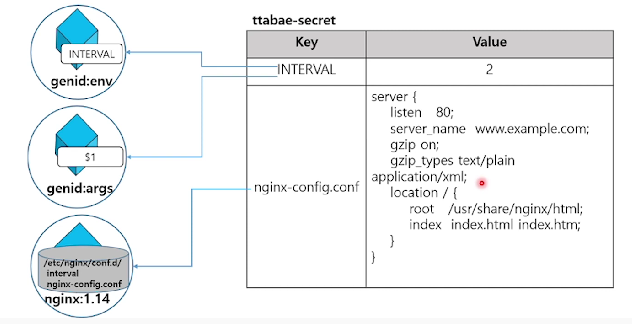 ttabae-secret
Key Value
INTERVAL 2
nginx-config.conf
server {
listen 80;
server_name www.example.com;
gzip on;
gzip_types text/plain
application/xml;
location / {
root /usr/share/nginx/html;
index index.html index.htm;
}
}
INTERVAL
genid:env
$1
genid:args
/etc/nginx/conf.d/
interval
nginx-config.conf
nginx:1.14